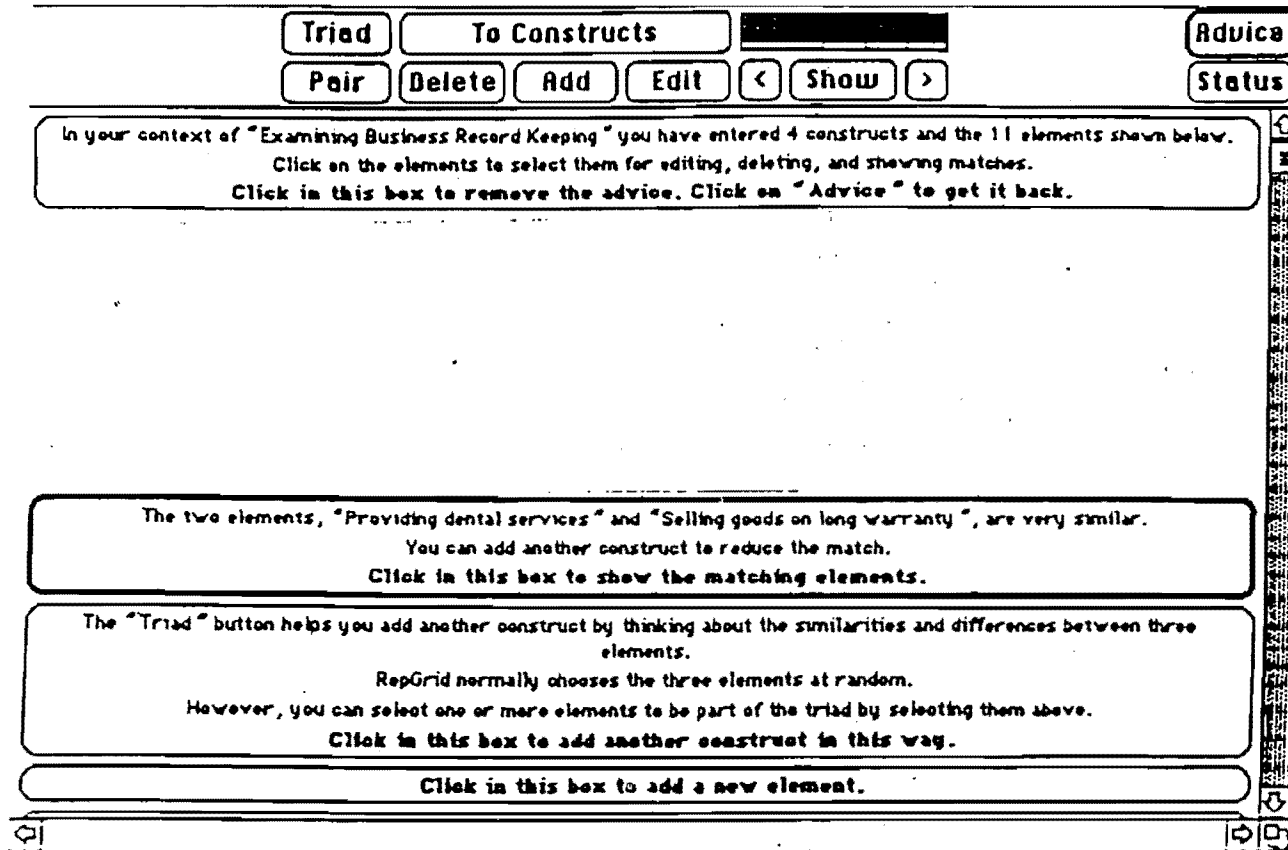 Triad To Constructs Advice
Pair Delete Add Edit < Show > Status
In your context of "Examining Business Record Keeping" you have entered 4 constructs and the 11 elements shown below.
Click on the elements to select them for editing, deleting, and showing matches.
Click in this box to remove the advice. Click on "Advice" to get it back.
The two elements, "Providing dental services" and "Selling goods on long warranty", are very similar.
You can add another construct to reduce the match.
Click in this box to show the matching elements.
The "Triad" button helps you add another construct by thinking about the similarities and differences between three
elements.
RepGrid normally chooses the three elements at random.
However, you can select one or more elements to be part of the triad by selecting them above.
Click in this box to add another construct in this way.
Click in this box to add a new element.